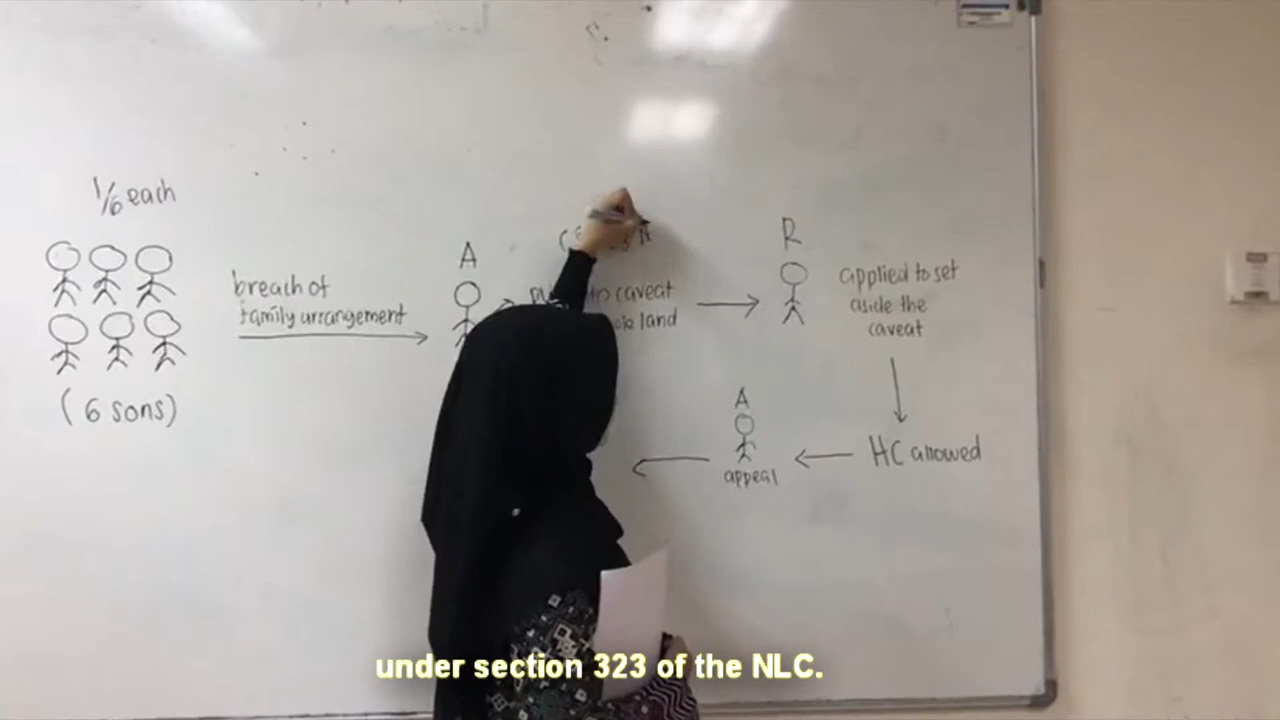 1/6 each
(6 sons)
breach of
family arrangement
A
to caveat
land
R
applied to set
aside the
caveat
HC allowed
A
appeal
under section 323 of the NLC.